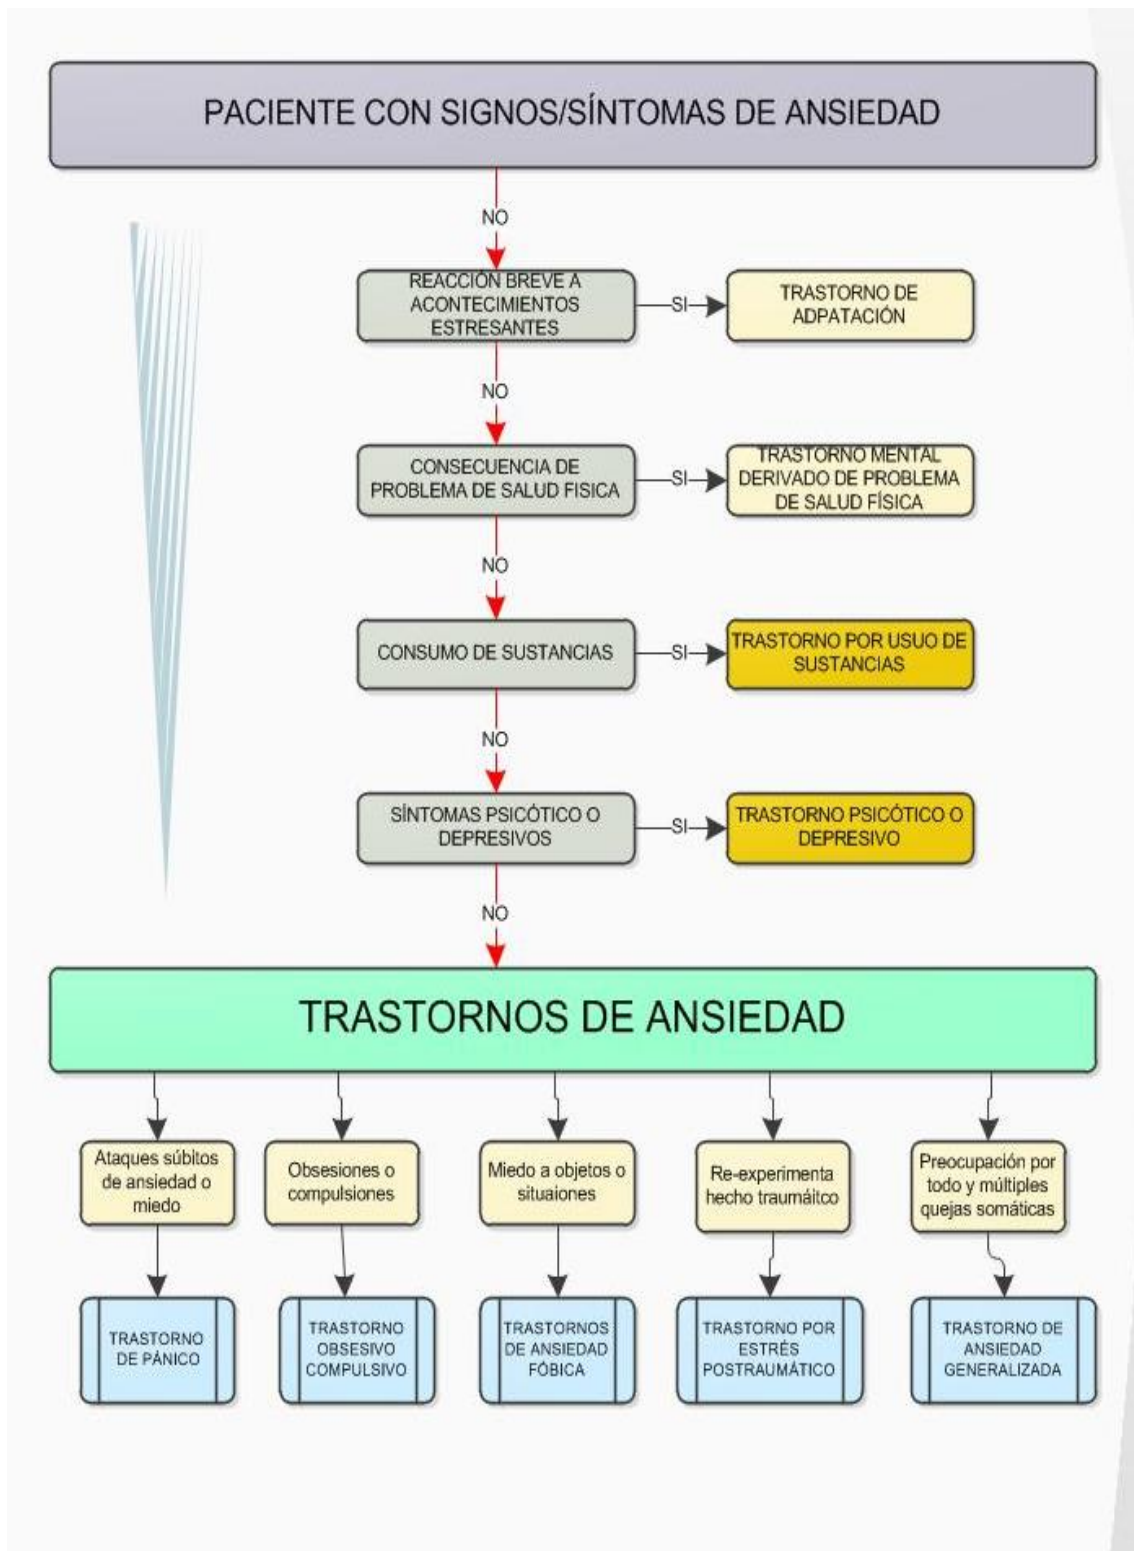 PACIENTE CON SIGNOS/SÍNTOMAS DE ANSIEDAD
NO
REACCIÓN BREVE A
ACONTECIMIENTOS
ESTRESANTES
SI
TRASTORNO DE
ADPATACIÓN
NO
CONSECUENCIA DE
PROBLEMA DE SALUD FISICA
SI
TRASTORNO MENTAL
DERIVADO DE PROBLEMA
DE SALUD FÍSICA
NO
CONSUMO DE SUSTANCIAS
SI
TRASTORNO POR USUO DE
SUSTANCIAS
NO
SÍNTOMAS PSICÓTICO O
DEPRESIVOS
SI
TRASTORNO PSICÓTICO O
DEPRESIVO
NO
TRASTORNOS DE ANSIEDAD
Ataques súbitos
de ansiedad o
miedo
Obsesiones o
compulsiones
Miedo a objetos o
situaiones
Re-experimenta
hecho traumáitco
Preocupación por
todo y múltiples
quejas somáticas
TRASTORNO
DE PÁNICO
TRASTORNO
OBSESIVO
COMPULSIVO
TRASTORNOS
DE ANSIEDAD
FÓBICA
TRASTORNO POR
ESTRÉS
POSTRAUMÁTICO
TRASTORNO DE
ANSIEDAD
GENERALIZADA